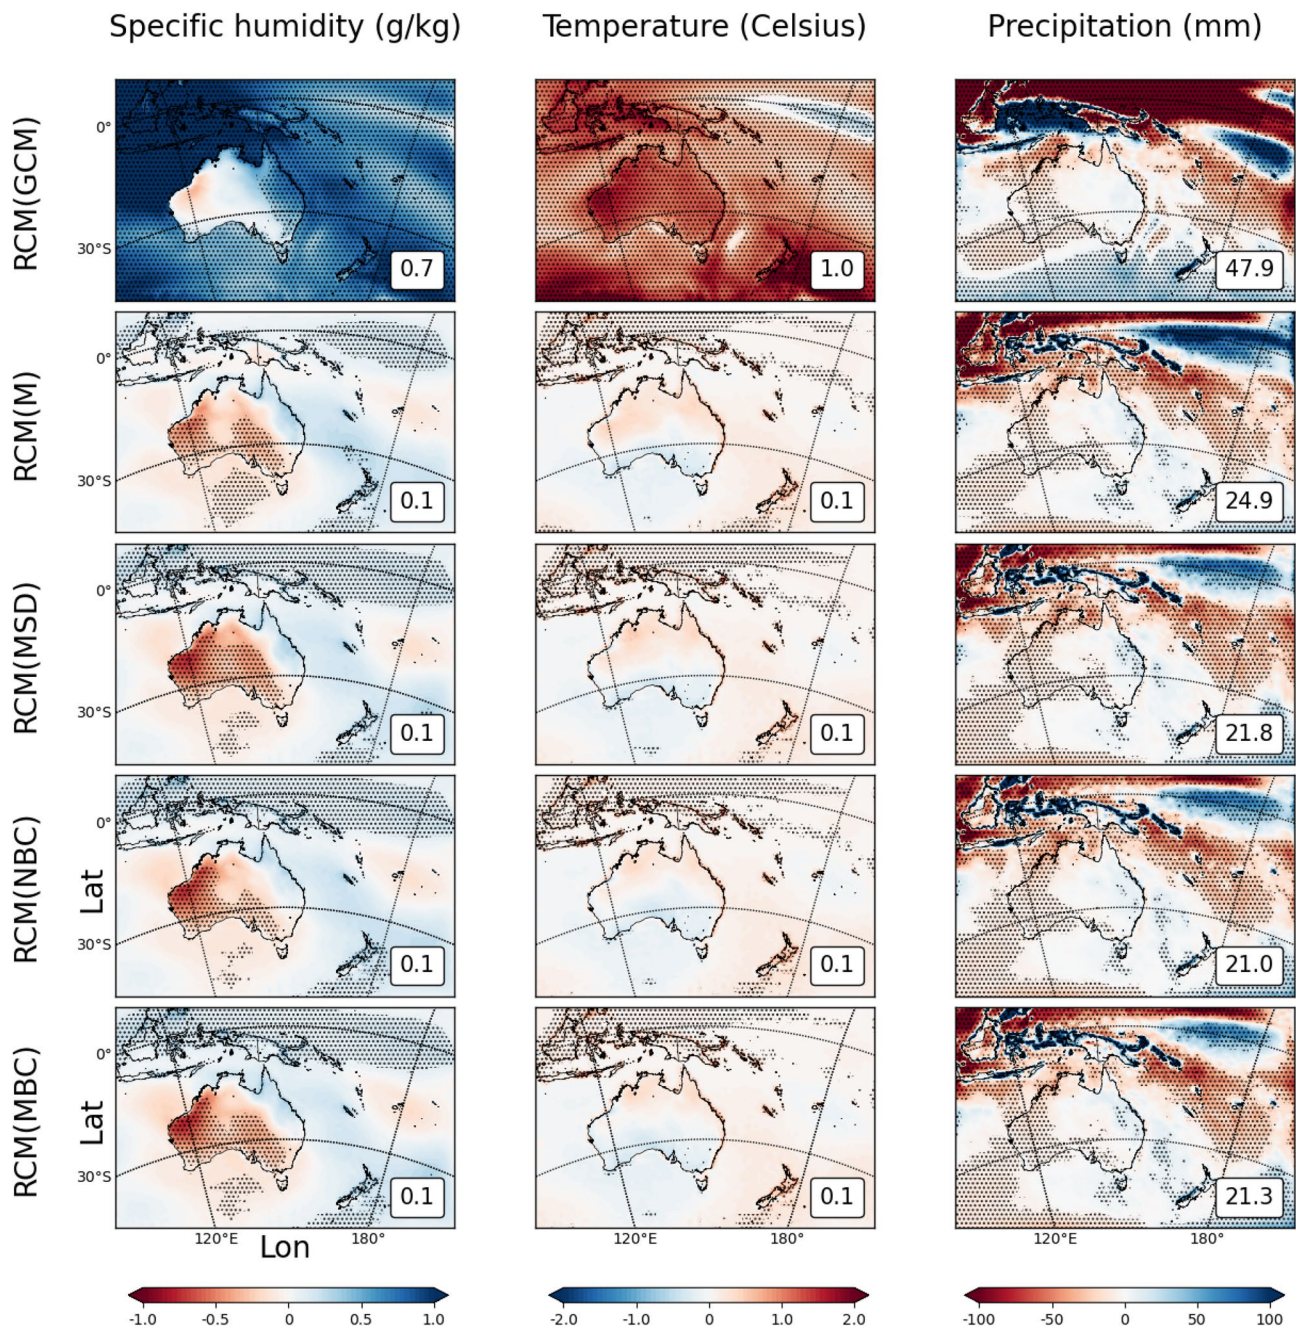 Specific humidity (g/kg) Temperature (Celsius) Precipitation (mm)
RCM(GCM)
0°
30°S
0.7 1.0 47.9
RCM(M)
0°
30°S
0.1 0.1 24.9
RCM(MSD)
0°
30°S
0.1 0.1 21.8
RCM(NBC)
Lat
0°
30°S
0.1 0.1 21.0
RCM(MBC)
Lat
0°
30°S
0.1 0.1 21.3
120°E 180° 120°E 180° 120°E 180°
Lon
-1.0 -0.5 0 0.5 1.0 -2.0 -1.0 0 1.0 2.0 -100 -50 0 50 100